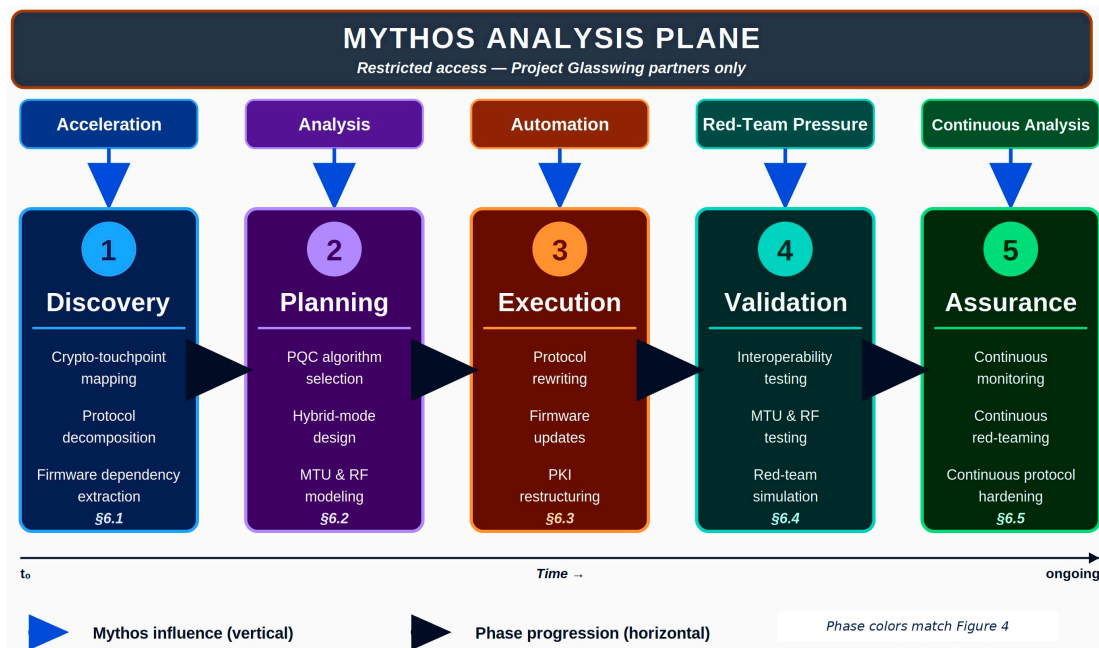 MYTHOS ANALYSIS PLANE
Restricted access — Project Glasswing partners only
Acceleration
Analysis
Automation
Red-Team Pressure
Continuous Analysis
1
Discovery
Crypto-touchpoint
mapping
Protocol
decomposition
Firmware dependency
extraction
§6.1
2
Planning
PQC algorithm
selection
Hybrid-mode
design
MTU & RF
modeling
§6.2
3
Execution
Protocol
rewriting
Firmware
updates
PKI
restructuring
§6.3
4
Validation
Interoperability
testing
MTU & RF
testing
Red-team
simulation
§6.4
5
Assurance
Continuous
monitoring
Continuous
red-teaming
Continuous protocol
hardening
§6.5
t₀
Time →
ongoing
Mythos influence (vertical)
Phase progression (horizontal)
Phase colors match Figure 4